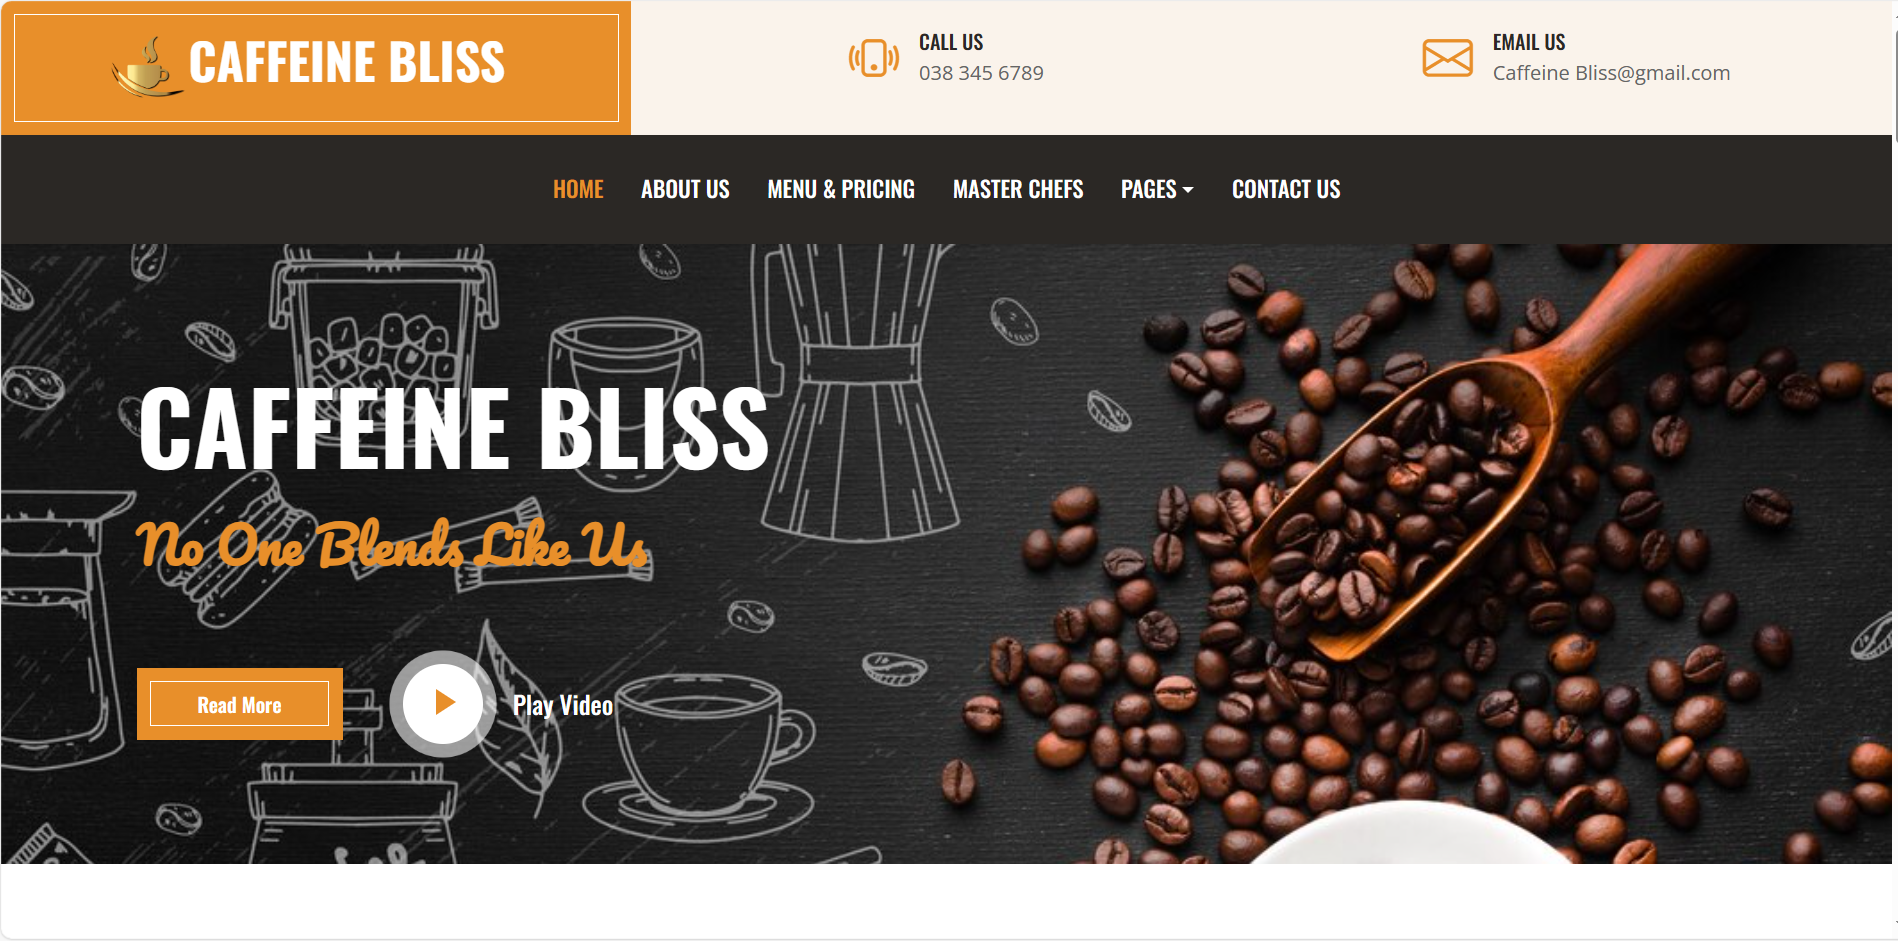 CAFFEINE BLISS
CALL US
038 345 6789
EMAIL US
Caffeine Bliss@gmail.com
HOME
ABOUT US
MENU & PRICING
MASTER CHEFS
PAGES
CONTACT US
CAFFEINE BLISS
No One Blends Like Us
Read More
Play Video